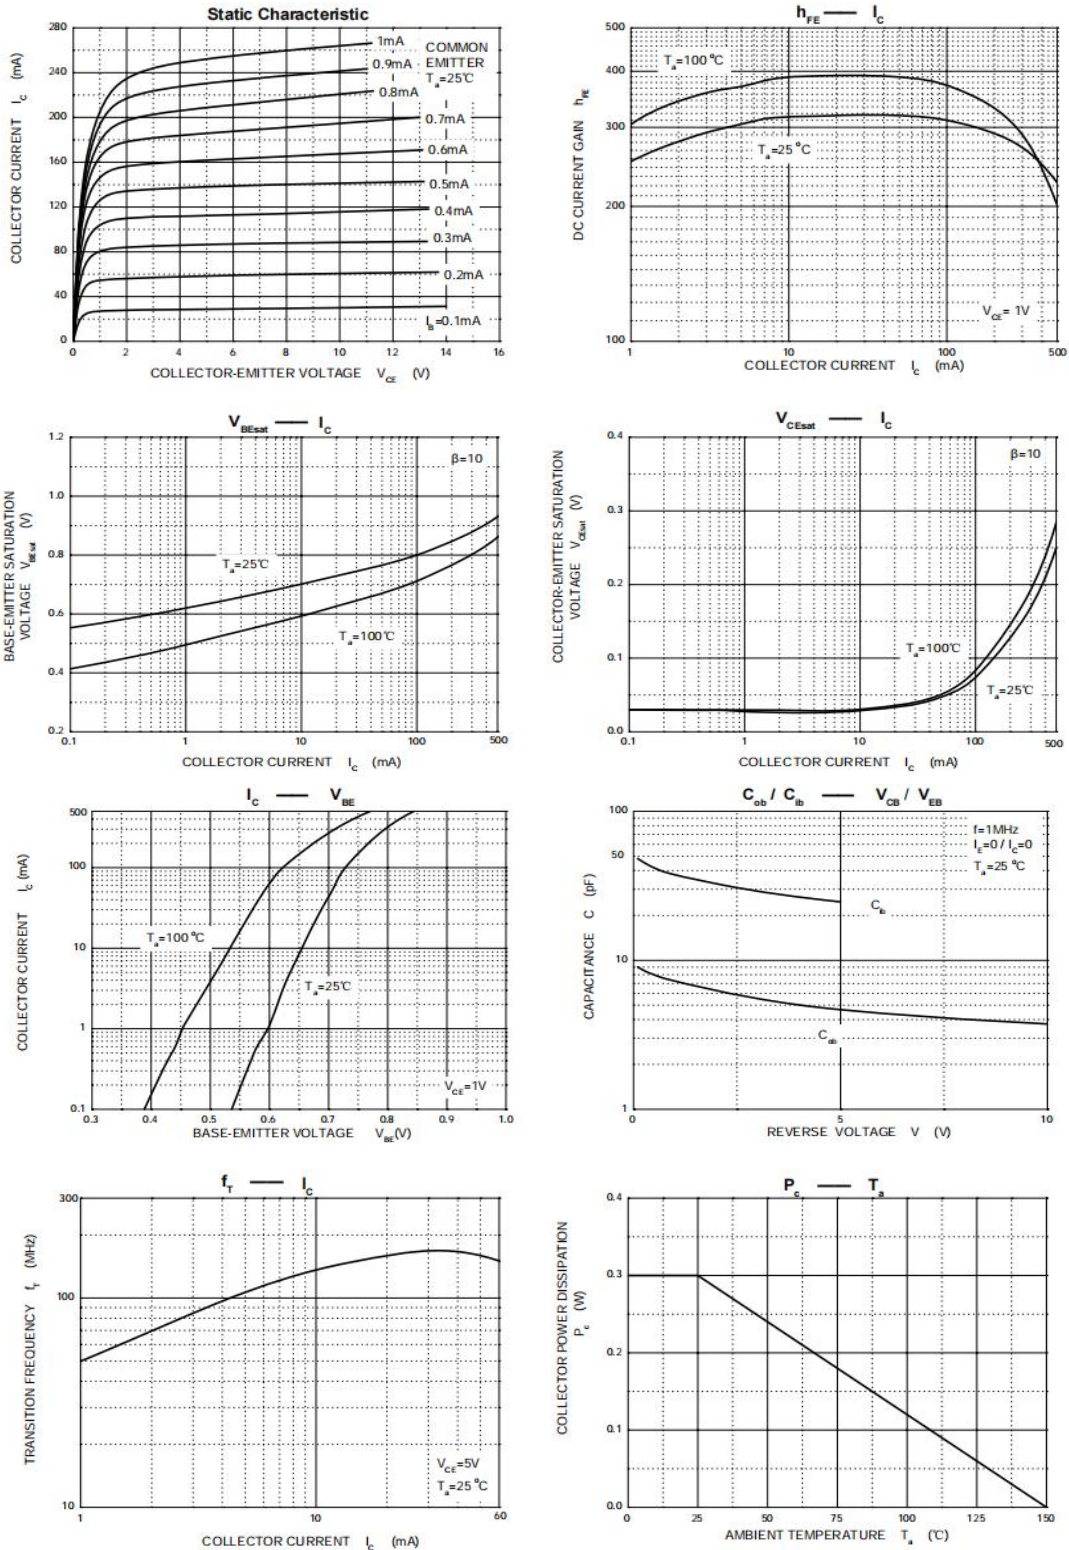 Static Characteristic
COLLECTOR CURRENT I_C (mA)
280
240
200
160
120
80
40
0
0 2 4 6 8 10 12 14 16
COLLECTOR-EMITTER VOLTAGE V_CE (V)
1mA
0.9mA
0.8mA
0.7mA
0.6mA
0.5mA
0.4mA
0.3mA
0.2mA
I_B=0.1mA
COMMON
EMITTER
T_a=25℃
h_FE —— I_C
DC CURRENT GAIN h_FE
500
400
300
200
100
1 10 100 500
COLLECTOR CURRENT I_C (mA)
T_a=100 ℃
T_a=25 ℃
V_CE= 1V
V_BEsat —— I_C
BASE-EMITTER SATURATION
VOLTAGE V_BEsat (V)
1.2
1.0
0.8
0.6
0.4
0.2
0.1 1 10 100 500
COLLECTOR CURRENT I_C (mA)
β=10
T_a=25℃
T_a=100℃
V_CEsat —— I_C
COLLECTOR-EMITTER SATURATION
VOLTAGE V_CEsat (V)
0.4
0.3
0.2
0.1
0.0
0.1 1 10 100 500
COLLECTOR CURRENT I_C (mA)
β=10
T_a=100℃
T_a=25℃
I_C —— V_BE
COLLECTOR CURRENT I_C (mA)
500
100
10
1
0.1
0.3 0.4 0.5 0.6 0.7 0.8 0.9 1.0
BASE-EMITTER VOLTAGE V_BE(V)
T_a=100 ℃
T_a=25℃
V_CE=1V
C_ob / C_ib —— V_CB / V_EB
CAPACITANCE C (pF)
100
50
10
1
0 5 10
REVERSE VOLTAGE V (V)
f=1MHz
I_E=0 / I_C=0
T_a=25 ℃
C_ib
C_ob
f_T —— I_C
TRANSITION FREQUENCY f_T (MHz)
300
100
10
1 10 60
COLLECTOR CURRENT I_C (mA)
V_CE=5V
T_a=25 ℃
P_c —— T_a
COLLECTOR POWER DISSIPATION
P_c (W)
0.4
0.3
0.2
0.1
0.0
0 25 50 75 100 125 150
AMBIENT TEMPERATURE T_a (℃)